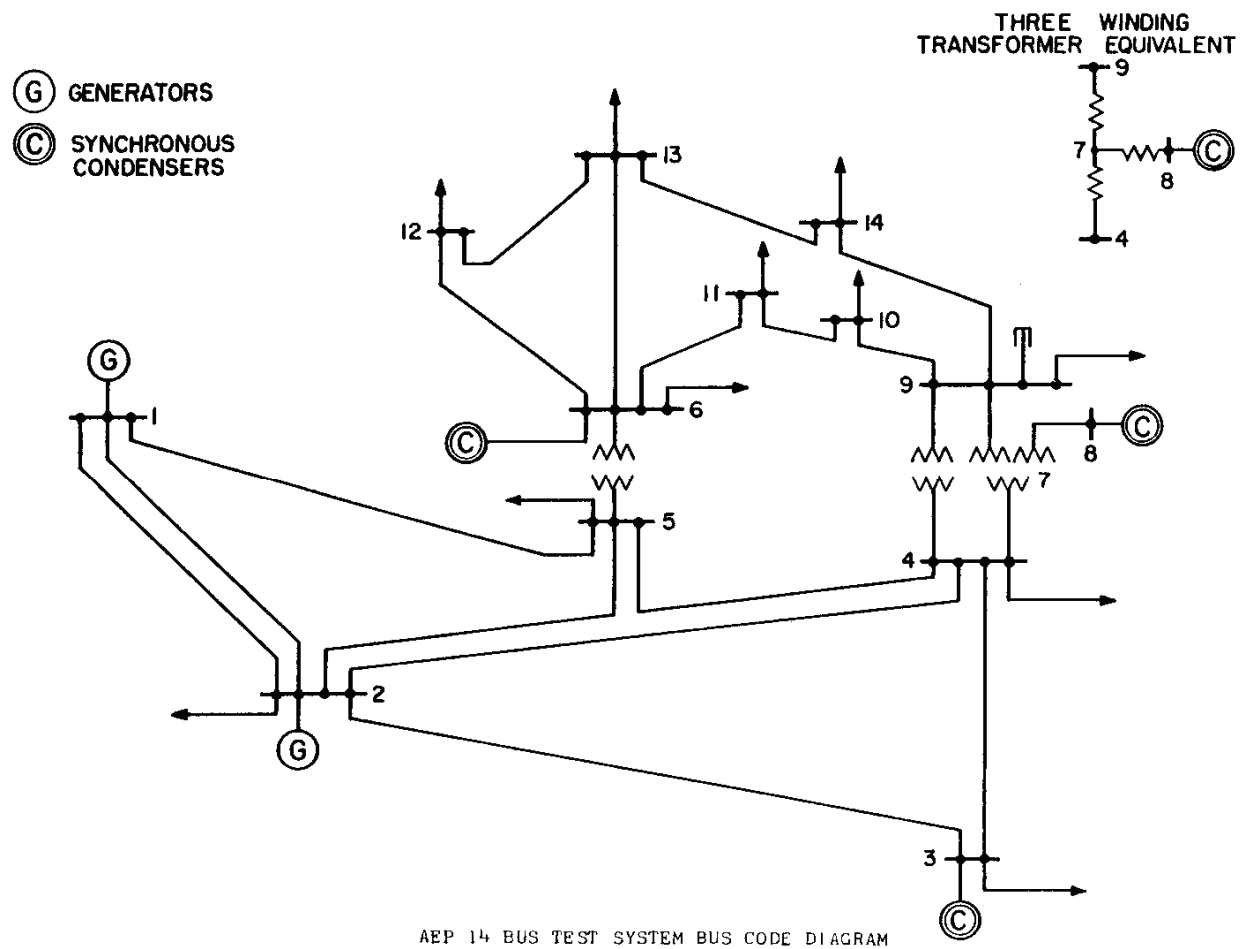 THREE WINDING
TRANSFORMER EQUIVALENT
9
G GENERATORS
C SYNCHRONOUS
CONDENSERS
7
C
8
4
13
12
14
11
10
G
1
9
6
C
C
8
7
5
4
2
G
3
C
AEP 14 BUS TEST SYSTEM BUS CODE DIAGRAM